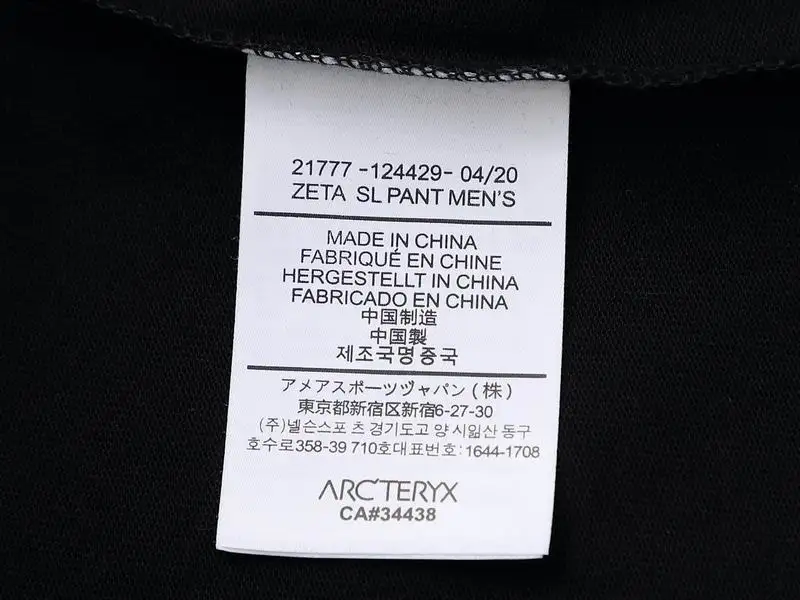 21777 -124429- 04/20
ZETA SL PANT MEN'S
MADE IN CHINA
FABRIQUÉ EN CHINE
HERGESTELLT IN CHINA
FABRICADO EN CHINA
中国制造
中国製
제조국명 중국
アメアスポーツヅャパン (株)
東京都新宿区新宿6-27-30
(주)넬슨스포 츠 경기도고 양 시잂산 동구
호수로358-39 710호대표번호: 1644-1708
ARC'TERYX
CA#34438